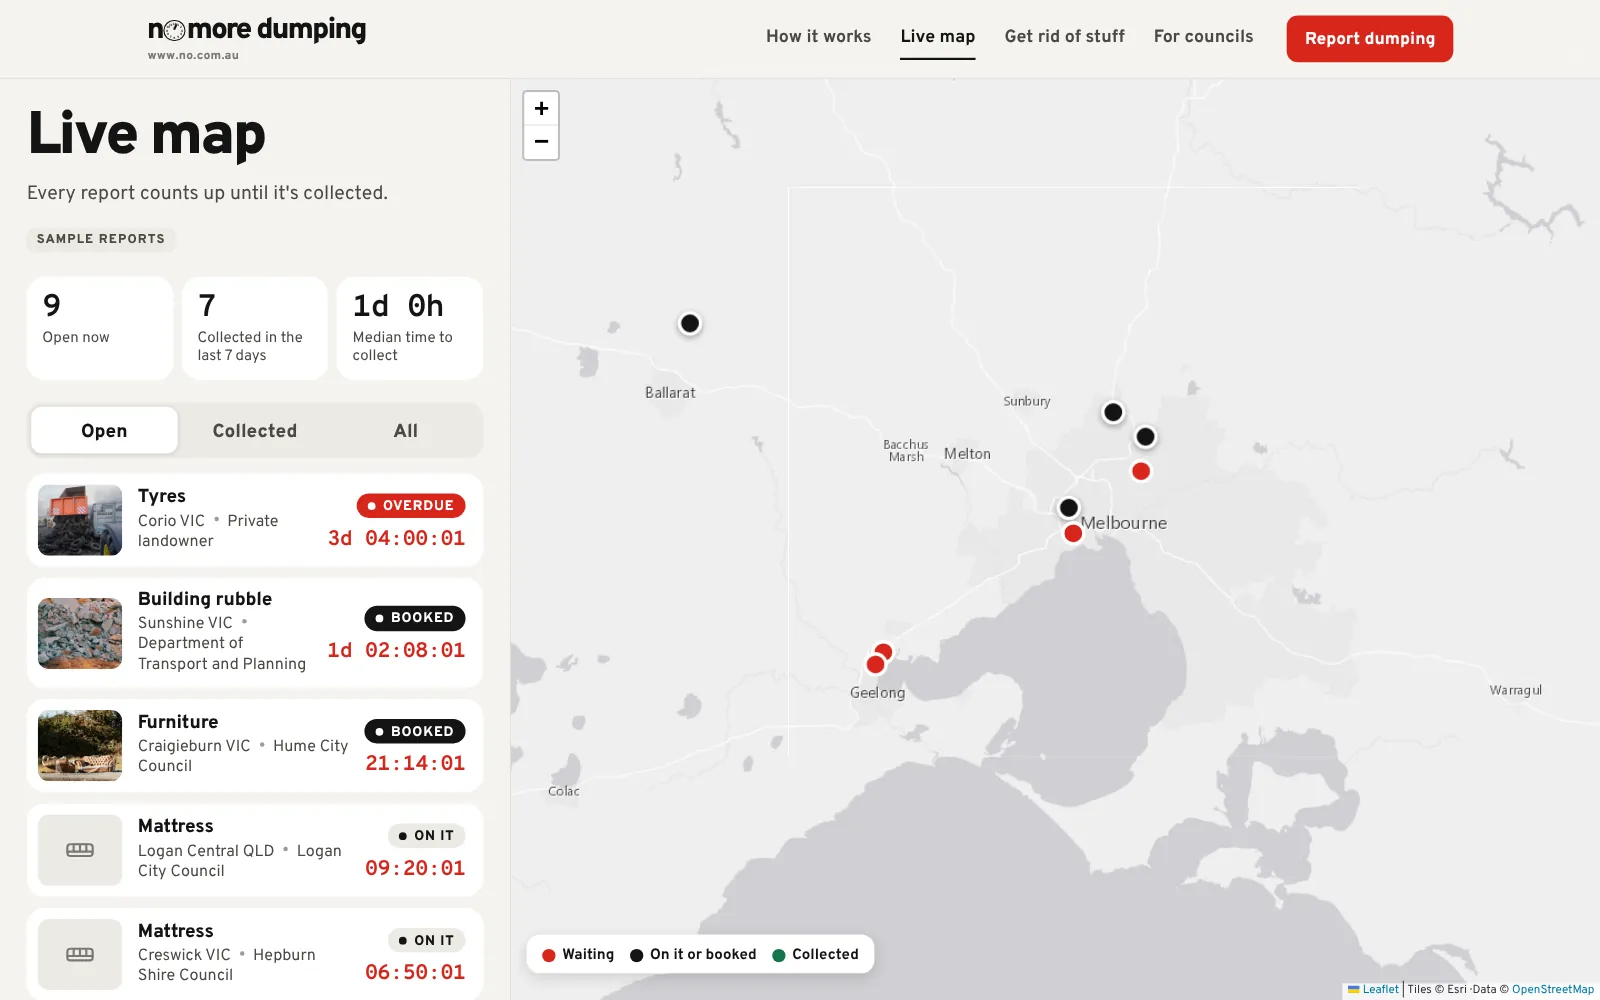 nomore dumping
www.no.com.au
How it works
Live map
Get rid of stuff
For councils
Report dumping
Live map
Every report counts up until it's collected.
SAMPLE REPORTS
9
Open now
7
Collected in the
last 7 days
1d 0h
Median time to
collect
Open
Collected
All
Tyres
Corio VIC • Private
landowner
OVERDUE
3d 04:00:01
Building rubble
Sunshine VIC •
Department of
Transport and Planning
BOOKED
1d 02:08:01
Furniture
Craigieburn VIC • Hume City
Council
BOOKED
21:14:01
Mattress
Logan Central QLD • Logan
City Council
ON IT
09:20:01
Mattress
Creswick VIC • Hepburn
Shire Council
ON IT
06:50:01
+
−
Ballarat
Sunbury
Bacchus
Marsh
Melton
Melbourne
Geelong
Warragul
Colac
Waiting
On it or booked
Collected
Leaflet | Tiles © Esri · Data © OpenStreetMap